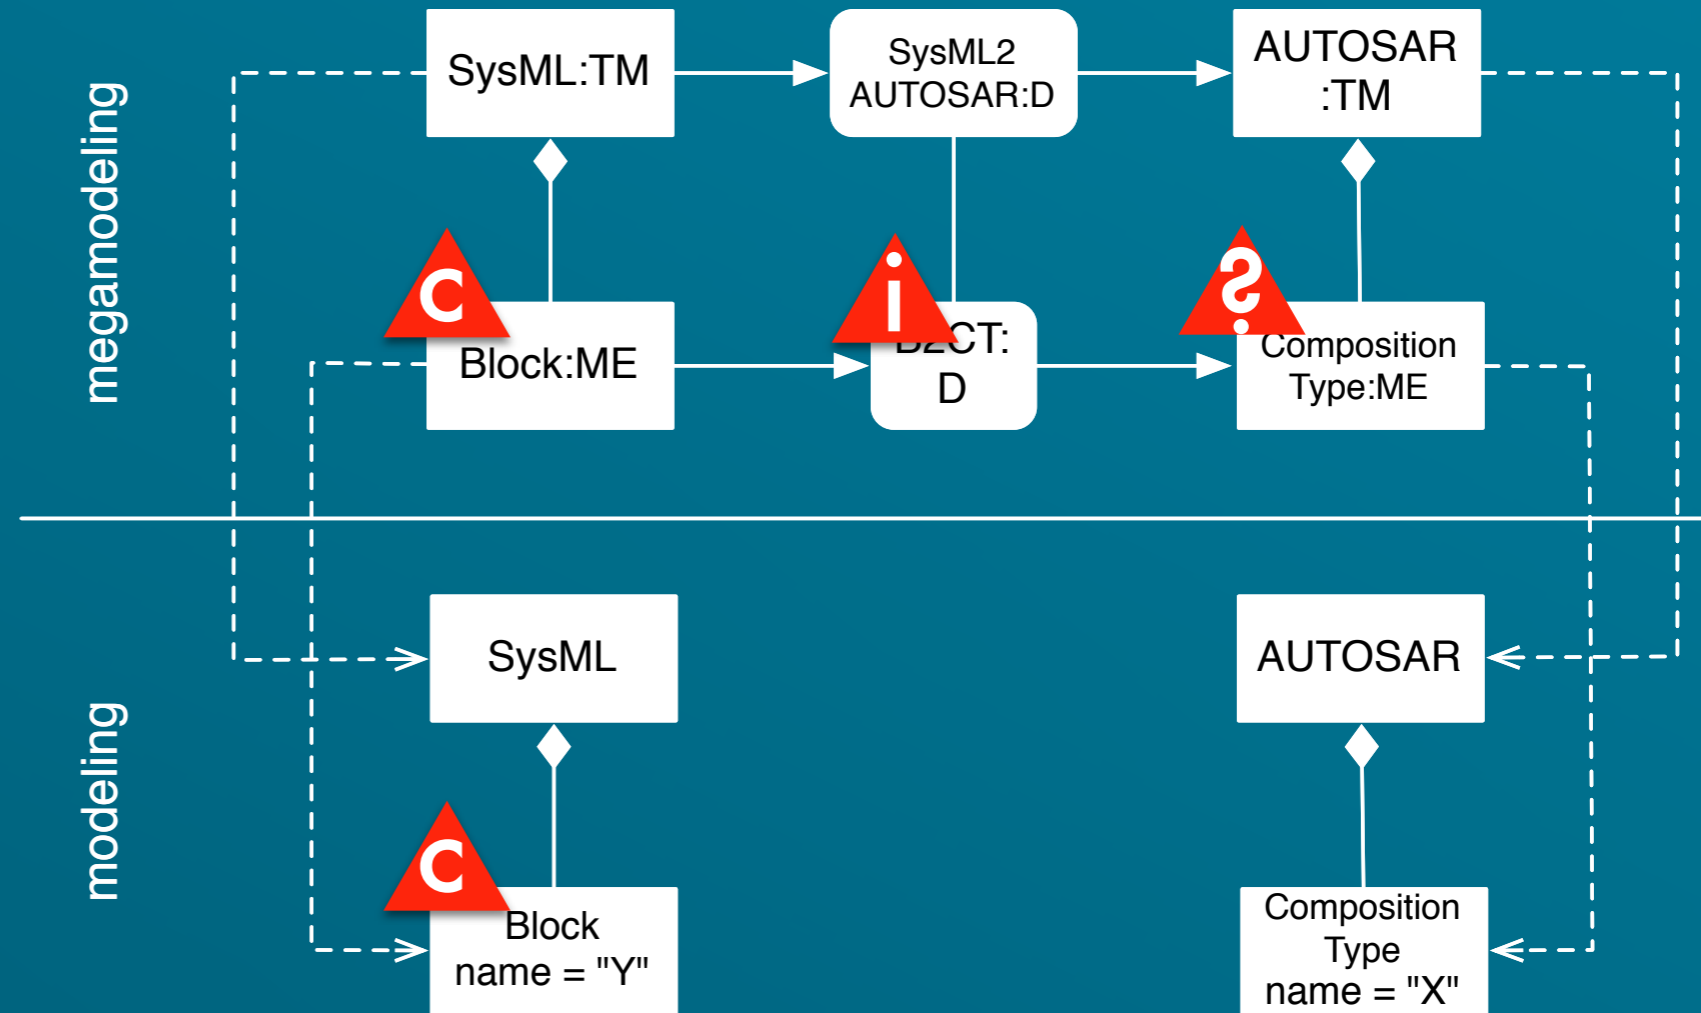 megamodeling
SysML:TM
SysML2
AUTOSAR:D
AUTOSAR
:TM
C
Block:ME
i
B2CT:
D
?
Composition
Type:ME
modeling
SysML
AUTOSAR
C
Block
name = "Y"
Composition
Type
name = "X"